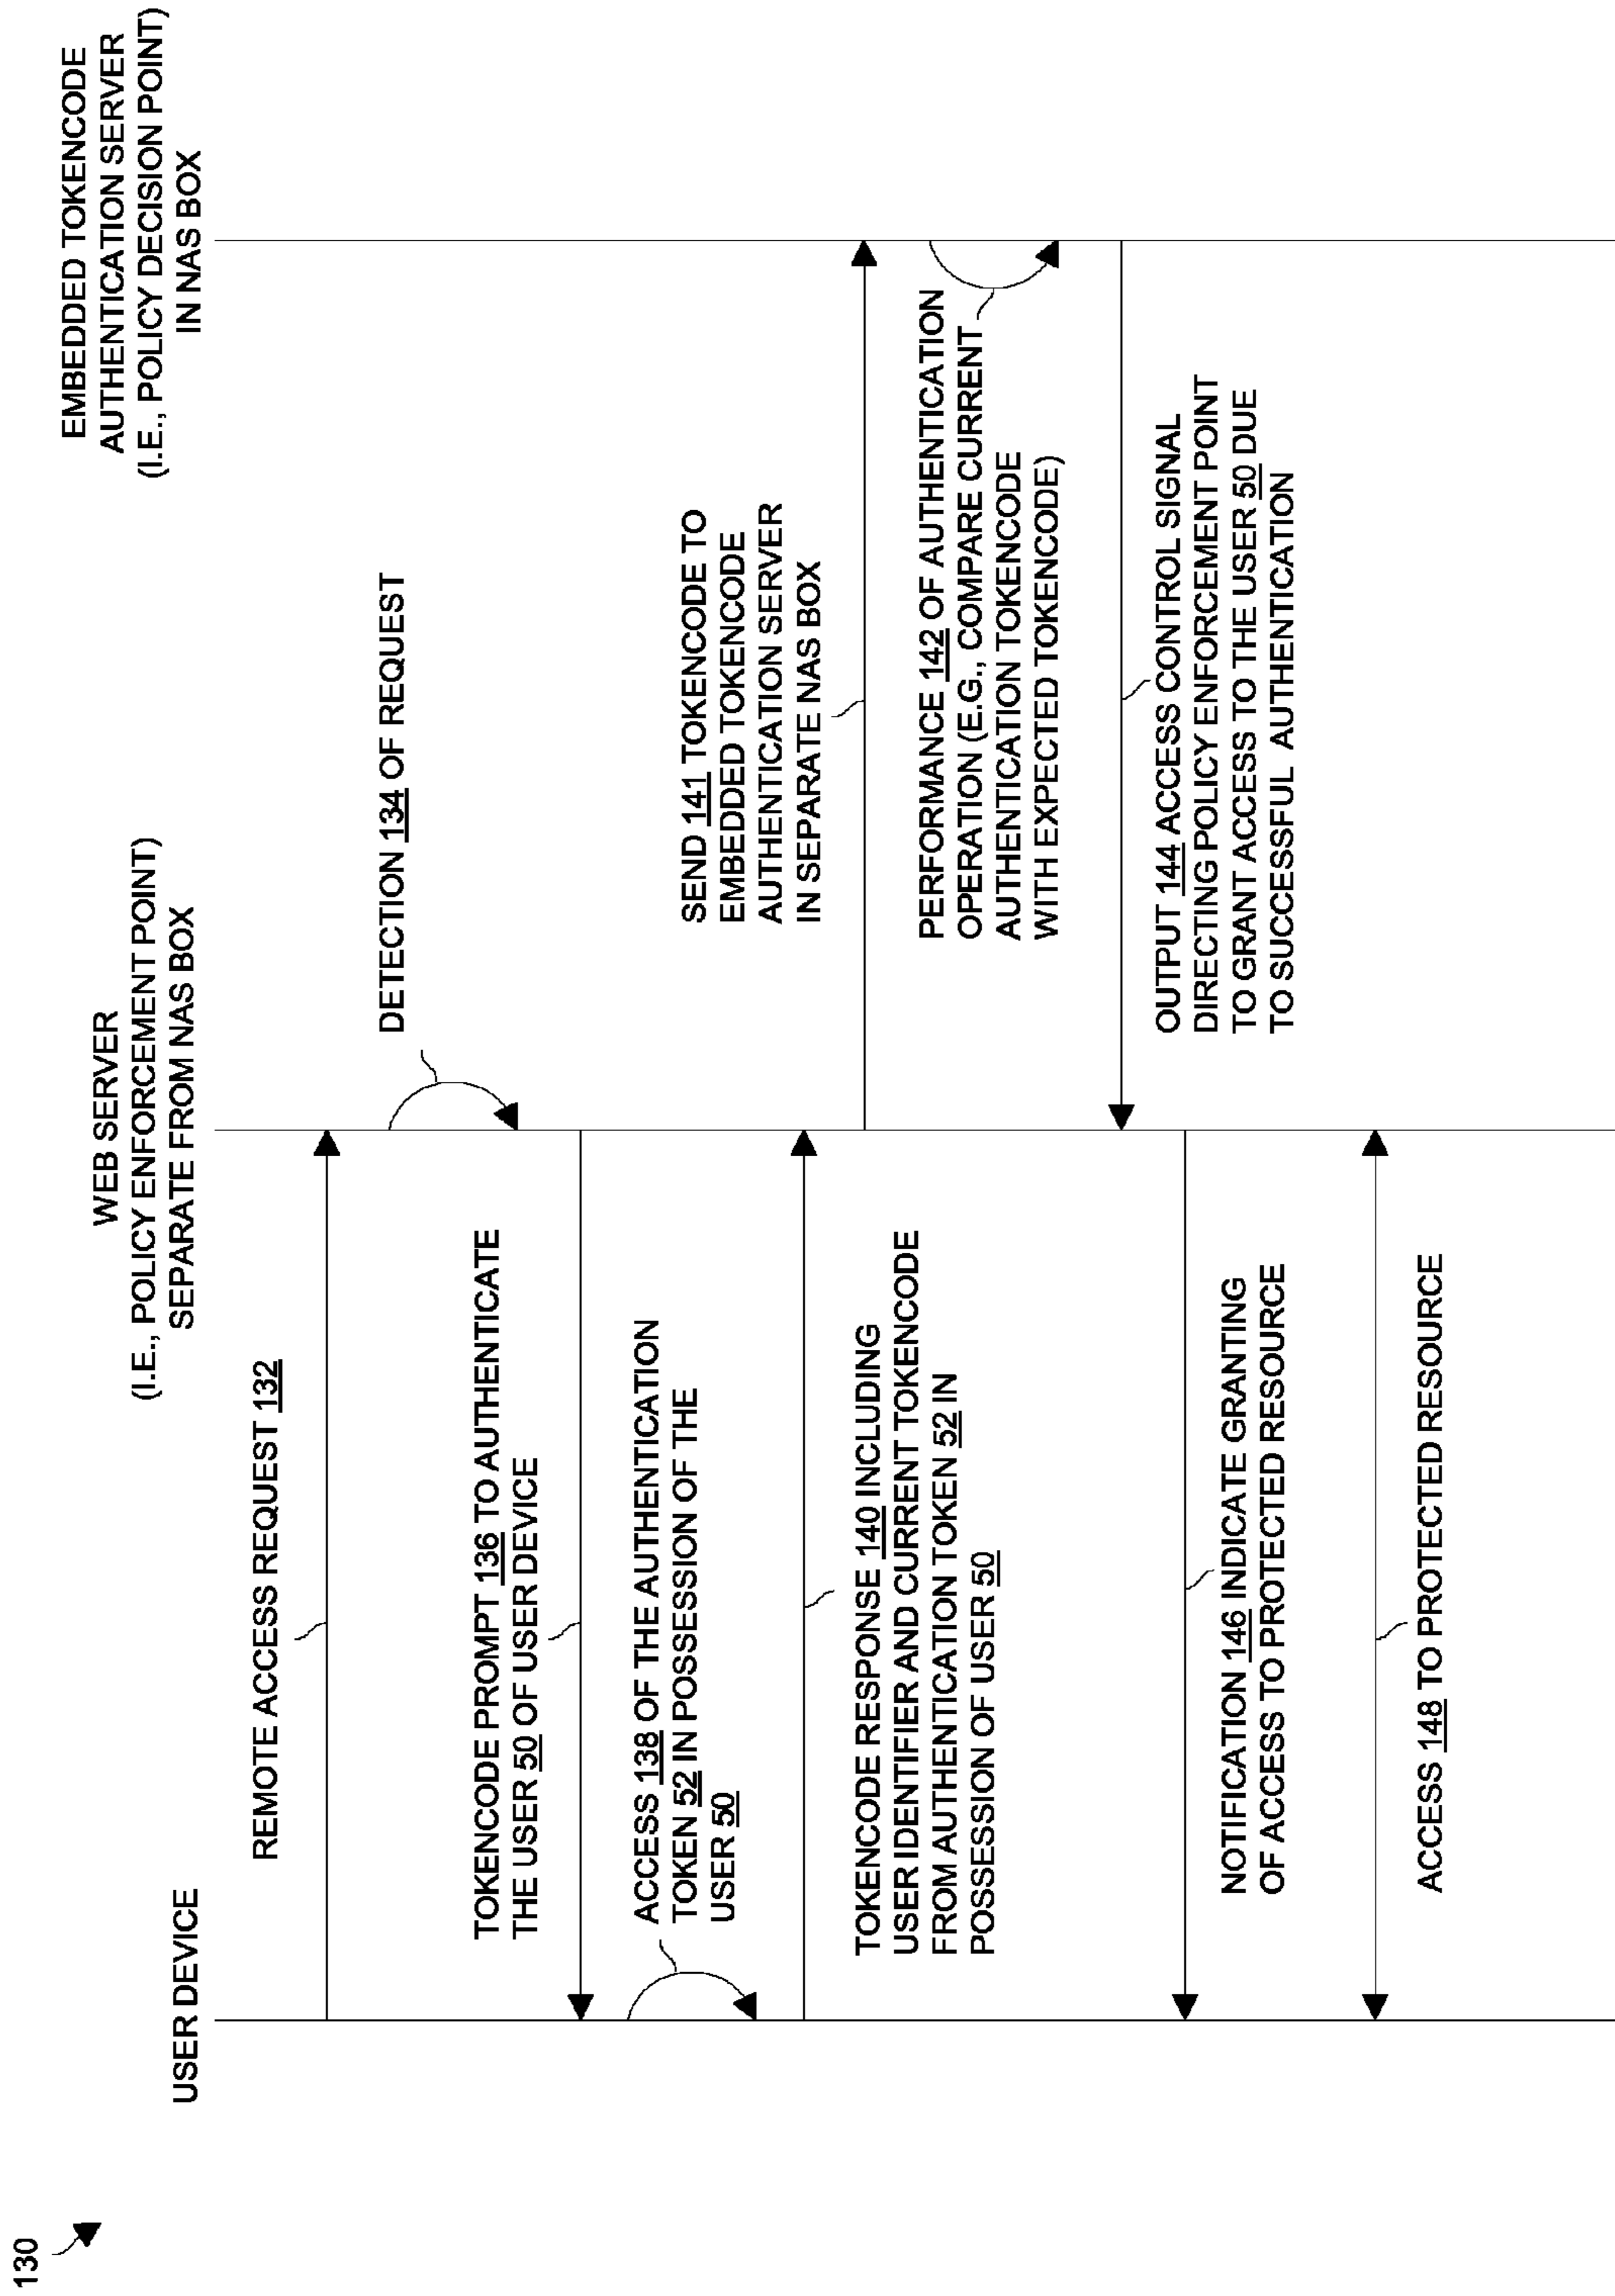 130
USER DEVICE
WEB SERVER
(I.E., POLICY ENFORCEMENT POINT)
SEPARATE FROM NAS BOX
EMBEDDED TOKENCODE
AUTHENTICATION SERVER
(I.E., POLICY DECISION POINT)
IN NAS BOX
REMOTE ACCESS REQUEST 132
DETECTION 134 OF REQUEST
TOKENCODE PROMPT 136 TO AUTHENTICATE
THE USER 50 OF USER DEVICE
ACCESS 138 OF THE AUTHENTICATION
TOKEN 52 IN POSSESSION OF THE
USER 50
TOKENCODE RESPONSE 140 INCLUDING
USER IDENTIFIER AND CURRENT TOKENCODE
FROM AUTHENTICATION TOKEN 52 IN
POSSESSION OF USER 50
SEND 141 TOKENCODE TO
EMBEDDED TOKENCODE
AUTHENTICATION SERVER
IN SEPARATE NAS BOX
PERFORMANCE 142 OF AUTHENTICATION
OPERATION (E.G., COMPARE CURRENT
AUTHENTICATION TOKENCODE
WITH EXPECTED TOKENCODE)
OUTPUT 144 ACCESS CONTROL SIGNAL
DIRECTING POLICY ENFORCEMENT POINT
TO GRANT ACCESS TO THE USER 50 DUE
TO SUCCESSFUL AUTHENTICATION
NOTIFICATION 146 INDICATE GRANTING
OF ACCESS TO PROTECTED RESOURCE
ACCESS 148 TO PROTECTED RESOURCE